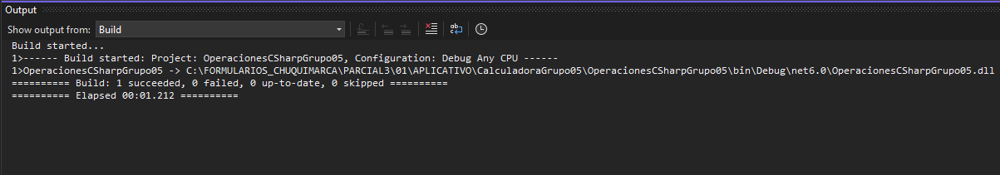 Output
Show output from: Build
Build started...
1>------ Build started: Project: OperacionesCSharpGrupo05, Configuration: Debug Any CPU ------
1>OperacionesCSharpGrupo05 -> C:\FORMULARIOS_CHUQUIMARCA\PARCIAL3\01\APLICATIVO\CalculadoraGrupo05\OperacionesCSharpGrupo05\bin\Debug\net6.0\OperacionesCSharpGrupo05.dll
========== Build: 1 succeeded, 0 failed, 0 up-to-date, 0 skipped ==========
========== Elapsed 00:01.212 ==========